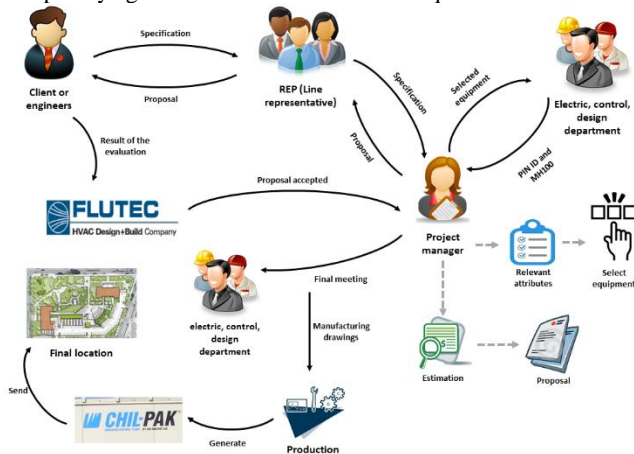 Specification
Client or
engineers
Proposal
REP (Line
representative)
Specification
Proposal
Selected
equipment
Electric, control,
design
department
PIN ID and
MH100
Result of the
evaluation
FLUTEC
HVAC Design+Build Company
Proposal accepted
Project
manager
Relevant
attributes
Select
equipment
Final meeting
electric, control,
design
department
Manufacturing
drawings
Final location
Estimation
Proposal
Send
CHIL-PAK
Generate
Production